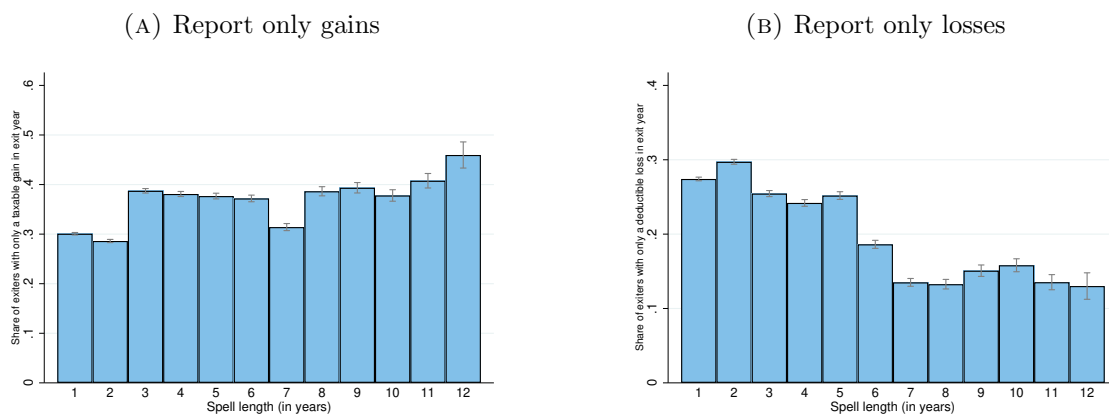 (A) Report only gains
Share of exiters with only a taxable gain in exit year
.6
.5
.4
.3
.2
.1
0
1 2 3 4 5 6 7 8 9 10 11 12
Spell length (in years)
(B) Report only losses
Share of exiters with only a deductible loss in exit year
.4
.3
.2
.1
0
1 2 3 4 5 6 7 8 9 10 11 12
Spell length (in years)